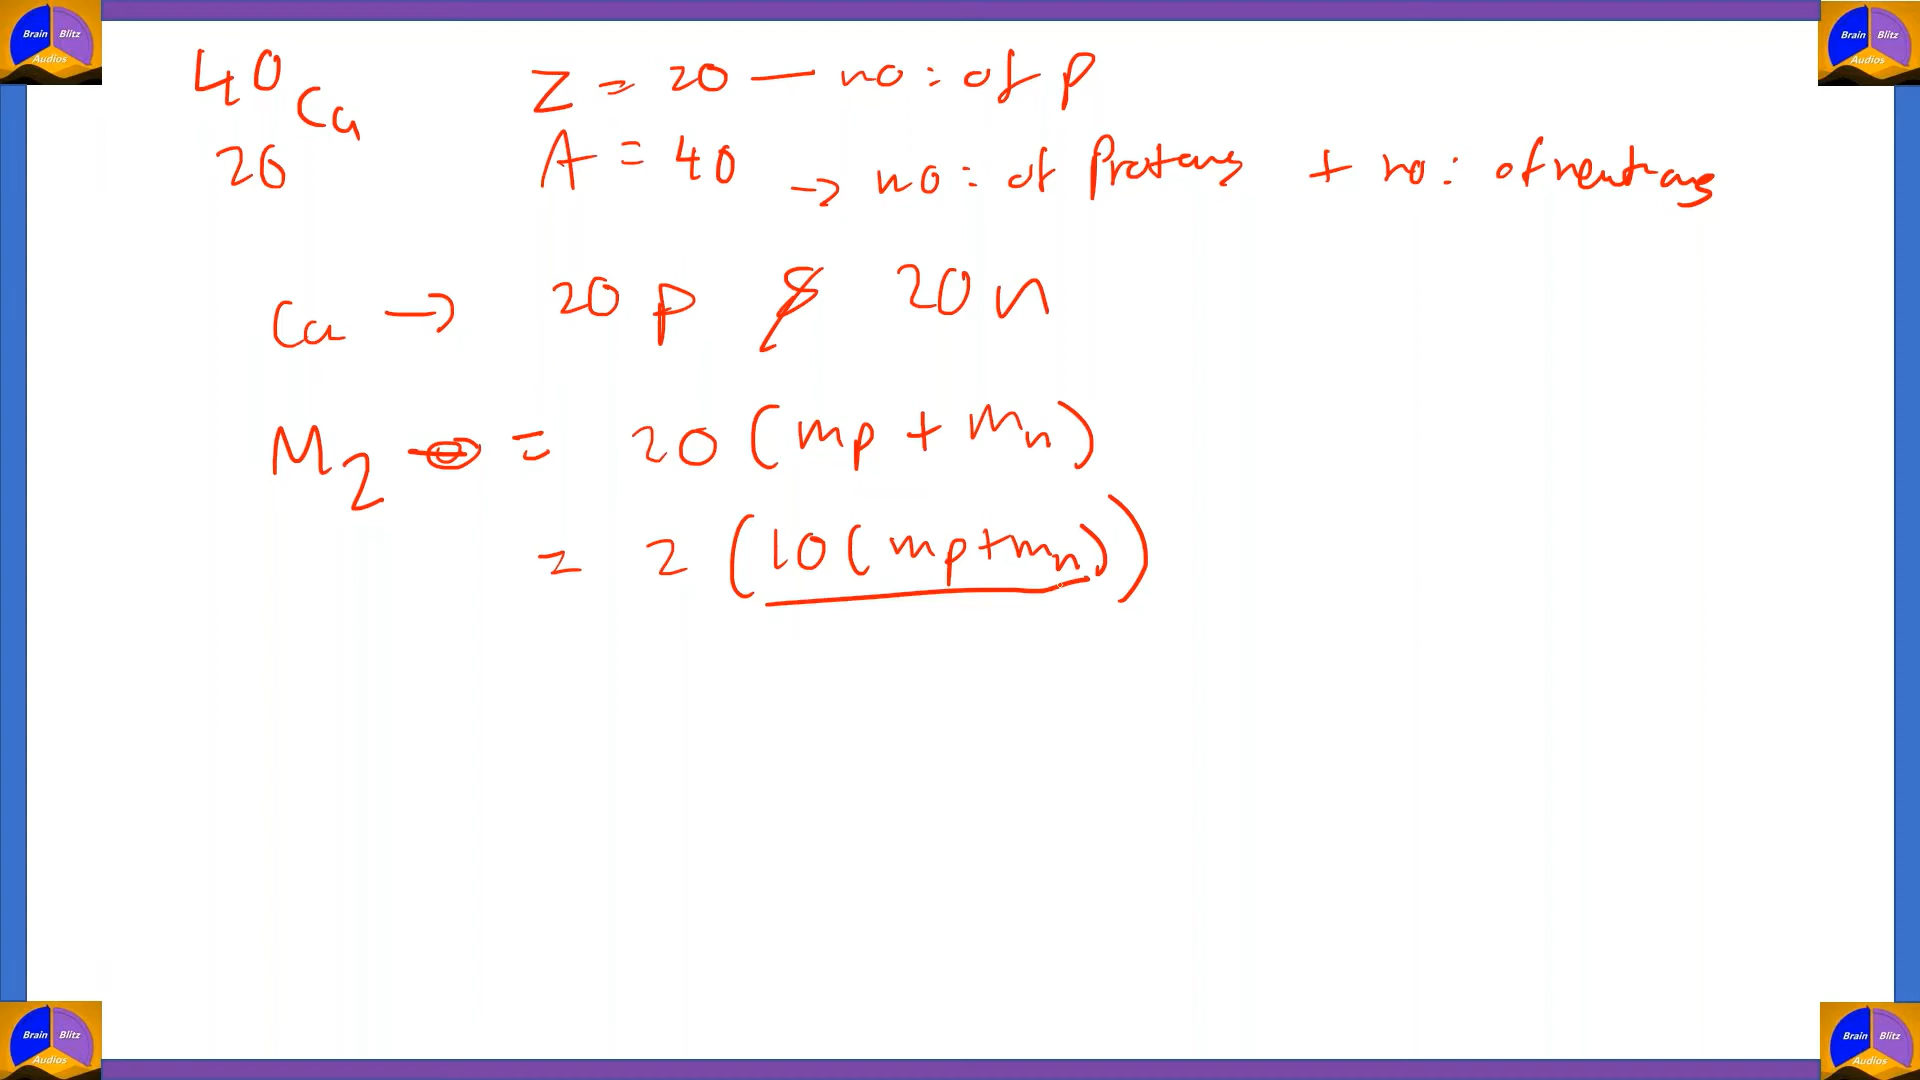 Brain Blitz
Audios
Brain Blitz
Audios
40
Ca
20
Z = 20 — no: of p
A = 40 → no: of Protons + no: of neutrons
Ca → 20 p & 20 n
M2 = 20 (mp + mn)
= 2 (10 (mp+mn))
Brain Blitz
Audios
Brain Blitz
Audios